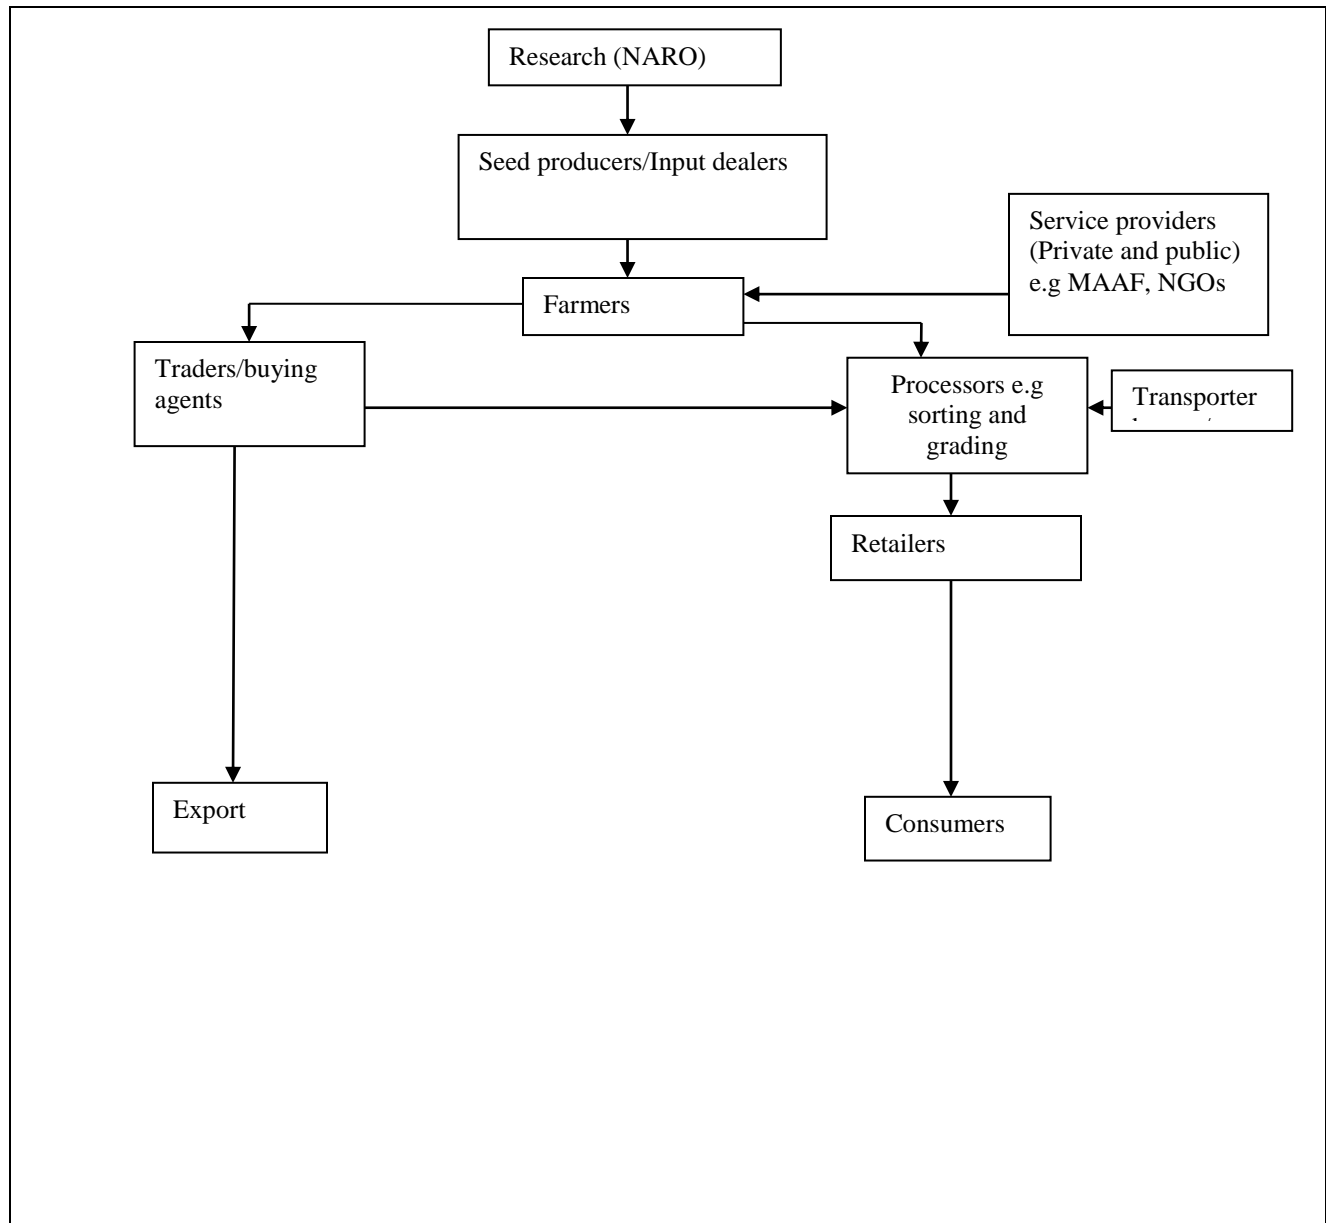 Research (NARO)
Seed producers/Input dealers
Service providers
(Private and public)
e.g MAAF, NGOs
Farmers
Traders/buying
agents
Processors e.g
sorting and
grading
Transporter
Retailers
Export
Consumers